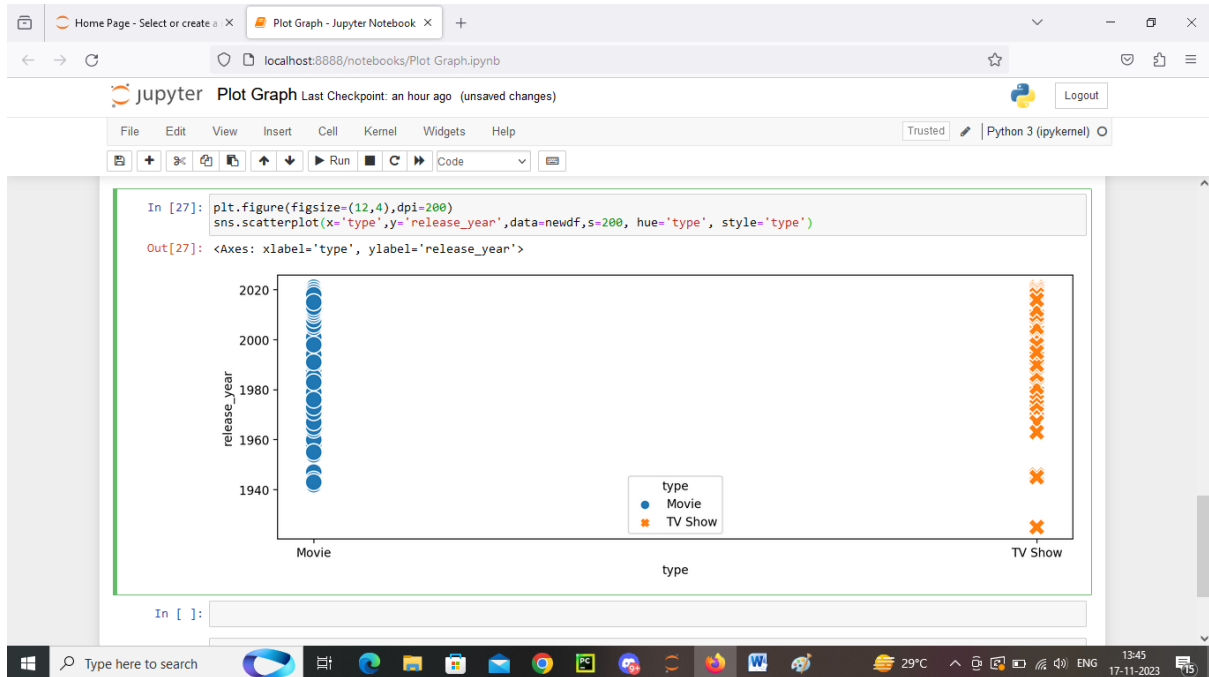 Home Page - Select or create a
Plot Graph - Jupyter Notebook
localhost:8888/notebooks/Plot Graph.ipynb
jupyter Plot Graph Last Checkpoint: an hour ago (unsaved changes)
Logout
File Edit View Insert Cell Kernel Widgets Help
Trusted Python 3 (ipykernel)
Run Code
In [27]: plt.figure(figsize=(12,4),dpi=200)
sns.scatterplot(x='type',y='release_year',data=newdf,s=200, hue='type', style='type')
Out[27]: <Axes: xlabel='type', ylabel='release_year'>
2020
2000
1980
1960
1940
release_year
type
Movie
TV Show
Movie TV Show
type
In [ ]:
Type here to search
PC
99+
W
29°C
ENG
13:45
17-11-2023
15